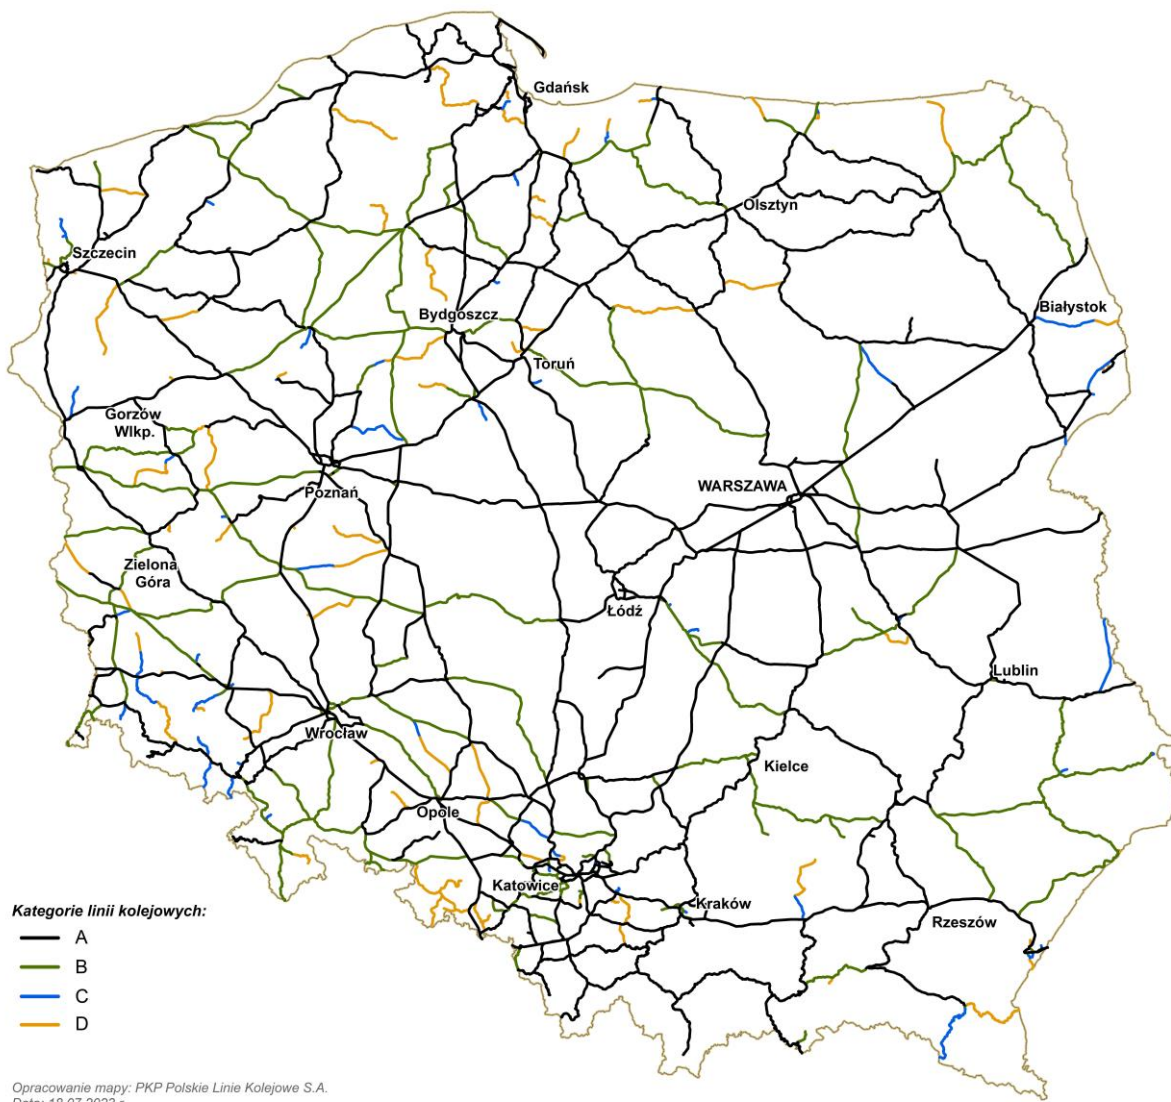 Gdańsk
Olsztyn
Szczecin
Białystok
Bydgoszcz
Toruń
Gorzów
Wlkp.
WARSZAWA
Poznań
Zielona
Góra
Łódź
Lublin
Wrocław
Kielce
Opole
Katowice
Kraków
Rzeszów
Kategorie linii kolejowych:
A
B
C
D
Opracowanie mapy: PKP Polskie Linie Kolejowe S.A.